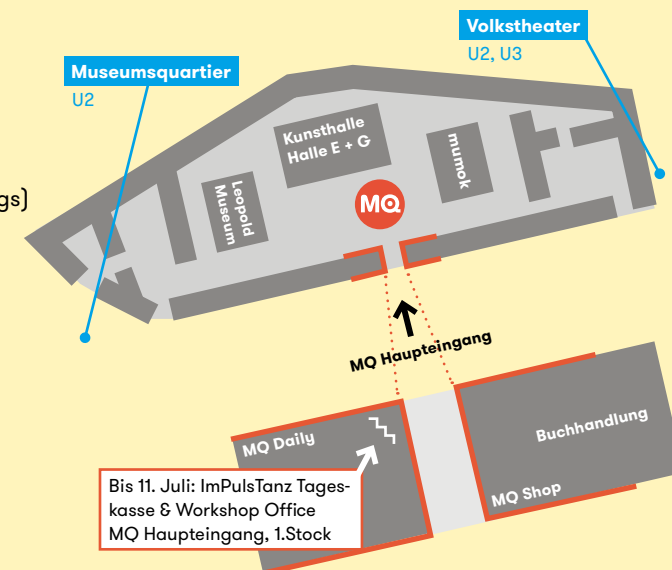 Volkstheater
U2, U3
Museumsquartier
U2
gs)
Kunsthalle
Halle E + G
mumok
Leopold
Museum
MQ
MQ Haupteingang
MQ Daily
Buchhandlung
MQ Shop
Bis 11. Juli: ImPulsTanz Tages-
kasse & Workshop Office
MQ Haupteingang, 1.Stock